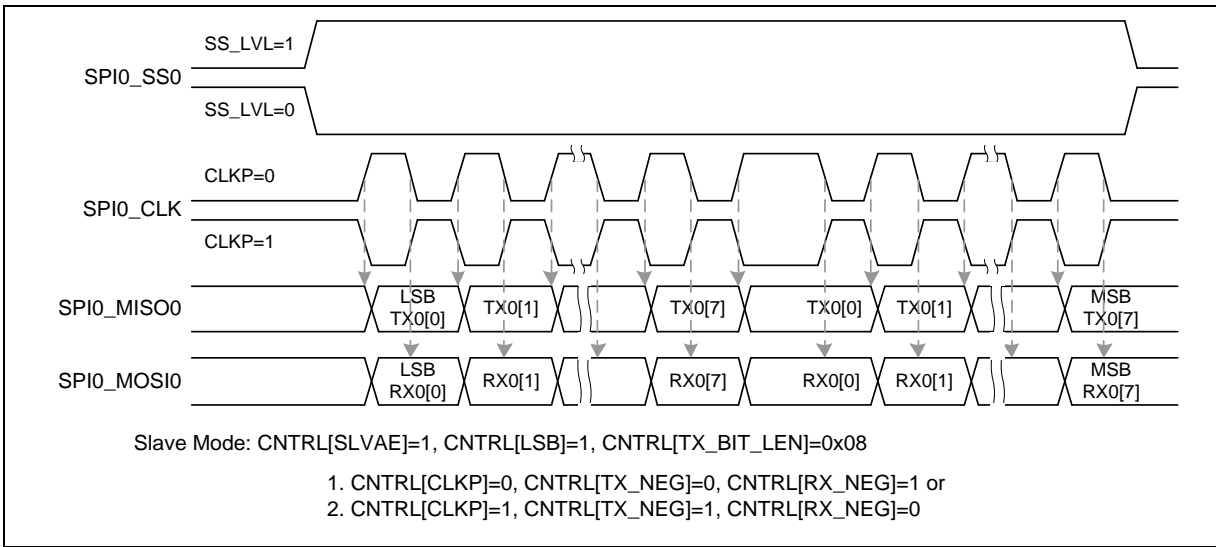 SS_LVL=1
SPI0_SS0
SS_LVL=0
CLKP=0
SPI0_CLK
CLKP=1
SPI0_MISO0
LSB
TX0[0]
TX0[1]
TX0[7]
TX0[0]
TX0[1]
MSB
TX0[7]
SPI0_MOSI0
LSB
RX0[0]
RX0[1]
RX0[7]
RX0[0]
RX0[1]
MSB
RX0[7]
Slave Mode: CNTRL[SLVAE]=1, CNTRL[LSB]=1, CNTRL[TX_BIT_LEN]=0x08
1. CNTRL[CLKP]=0, CNTRL[TX_NEG]=0, CNTRL[RX_NEG]=1 or
2. CNTRL[CLKP]=1, CNTRL[TX_NEG]=1, CNTRL[RX_NEG]=0